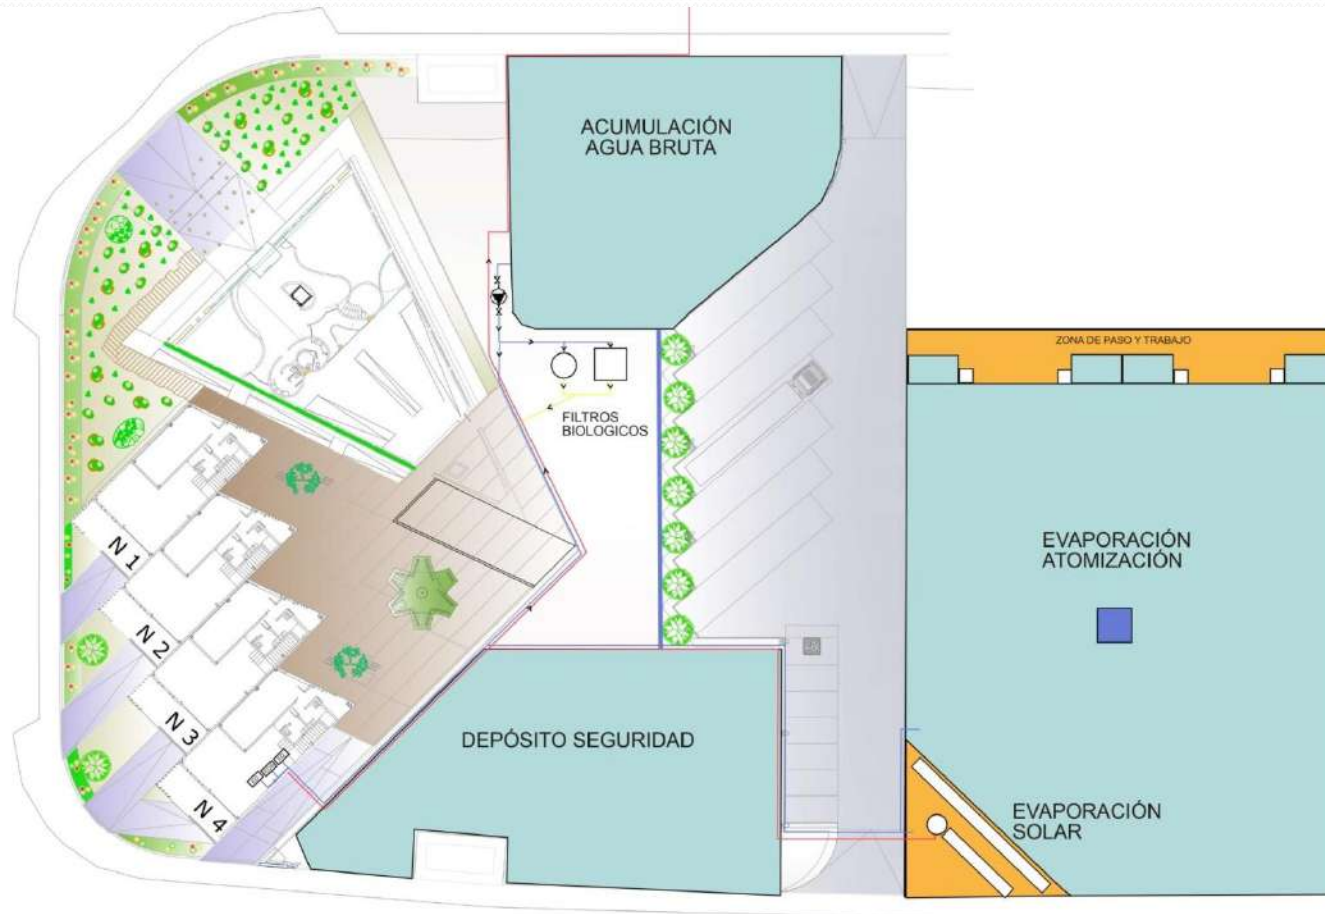 ACUMULACIÓN
AGUA BRUTA
ZONA DE PASO Y TRABAJO
FILTROS
BIOLOGICOS
EVAPORACIÓN
ATOMIZACIÓN
N 1
N 2
N 3
N 4
DEPÓSITO SEGURIDAD
EVAPORACIÓN
SOLAR